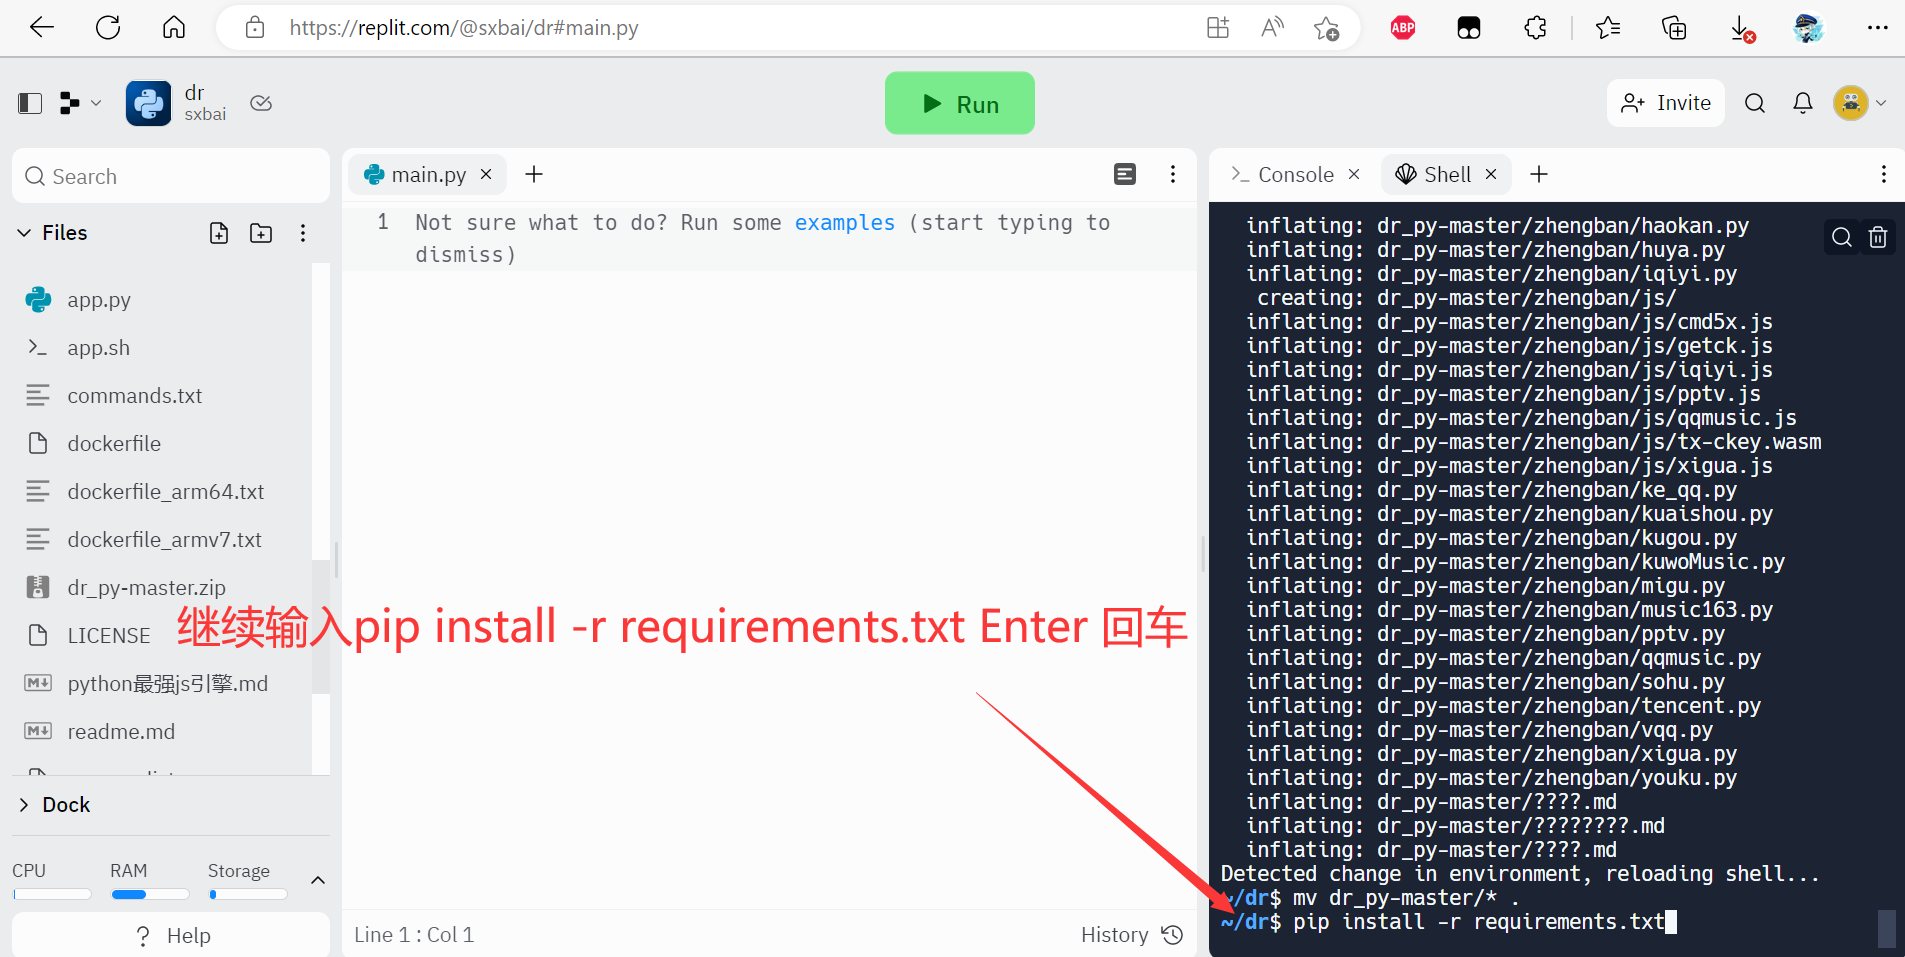 https://replit.com/@sxbai/dr#main.py
ABP
dr
sxbai
Run
Invite
Search
Files
app.py
app.sh
commands.txt
dockerfile
dockerfile_arm64.txt
dockerfile_armv7.txt
dr_py-master.zip
LICENSE
python最强js引擎.md
readme.md
Dock
CPU
RAM
Storage
? Help
main.py
1 Not sure what to do? Run some examples (start typing to
dismiss)
继续输入pip install -r requirements.txt Enter 回车
Line 1 : Col 1
History
Console
Shell
inflating: dr_py-master/zhengban/haokan.py
inflating: dr_py-master/zhengban/huya.py
inflating: dr_py-master/zhengban/iqiyi.py
creating: dr_py-master/zhengban/js/
inflating: dr_py-master/zhengban/js/cmd5x.js
inflating: dr_py-master/zhengban/js/getck.js
inflating: dr_py-master/zhengban/js/iqiyi.js
inflating: dr_py-master/zhengban/js/pptv.js
inflating: dr_py-master/zhengban/js/qqmusic.js
inflating: dr_py-master/zhengban/js/tx-ckey.wasm
inflating: dr_py-master/zhengban/js/xigua.js
inflating: dr_py-master/zhengban/ke_qq.py
inflating: dr_py-master/zhengban/kuaishou.py
inflating: dr_py-master/zhengban/kugou.py
inflating: dr_py-master/zhengban/kuwoMusic.py
inflating: dr_py-master/zhengban/migu.py
inflating: dr_py-master/zhengban/music163.py
inflating: dr_py-master/zhengban/pptv.py
inflating: dr_py-master/zhengban/qqmusic.py
inflating: dr_py-master/zhengban/sohu.py
inflating: dr_py-master/zhengban/tencent.py
inflating: dr_py-master/zhengban/vqq.py
inflating: dr_py-master/zhengban/xigua.py
inflating: dr_py-master/zhengban/youku.py
inflating: dr_py-master/????.md
inflating: dr_py-master/????????.md
inflating: dr_py-master/????.md
Detected change in environment, reloading shell...
~/dr$ mv dr_py-master/* .
~/dr$ pip install -r requirements.txt